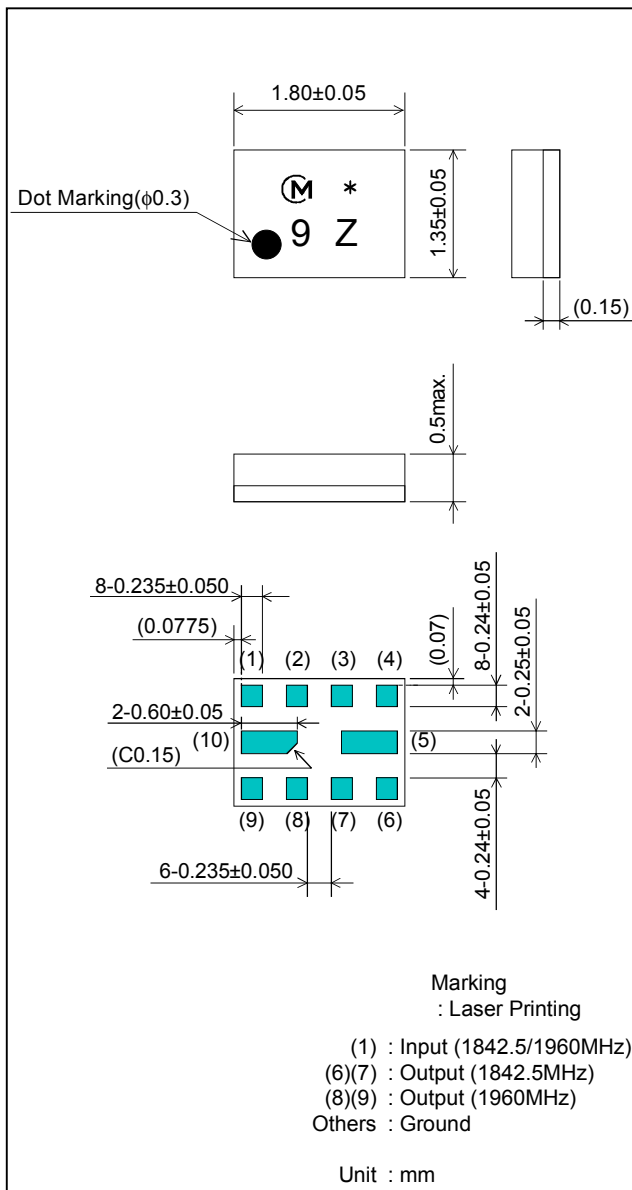 1.80±0.05
Dot Marking(ϕ0.3)
M *
9 Z
1.35±0.05
(0.15)
0.5max.
8-0.235±0.050
(0.0775)
(1) (2) (3) (4)
(0.07)
8-0.24±0.05
2-0.25±0.05
2-0.60±0.05
(10) (5)
(C0.15)
(9) (8) (7) (6)
4-0.24±0.05
6-0.235±0.050
Marking
: Laser Printing
(1) : Input (1842.5/1960MHz)
(6)(7) : Output (1842.5MHz)
(8)(9) : Output (1960MHz)
Others : Ground
Unit : mm